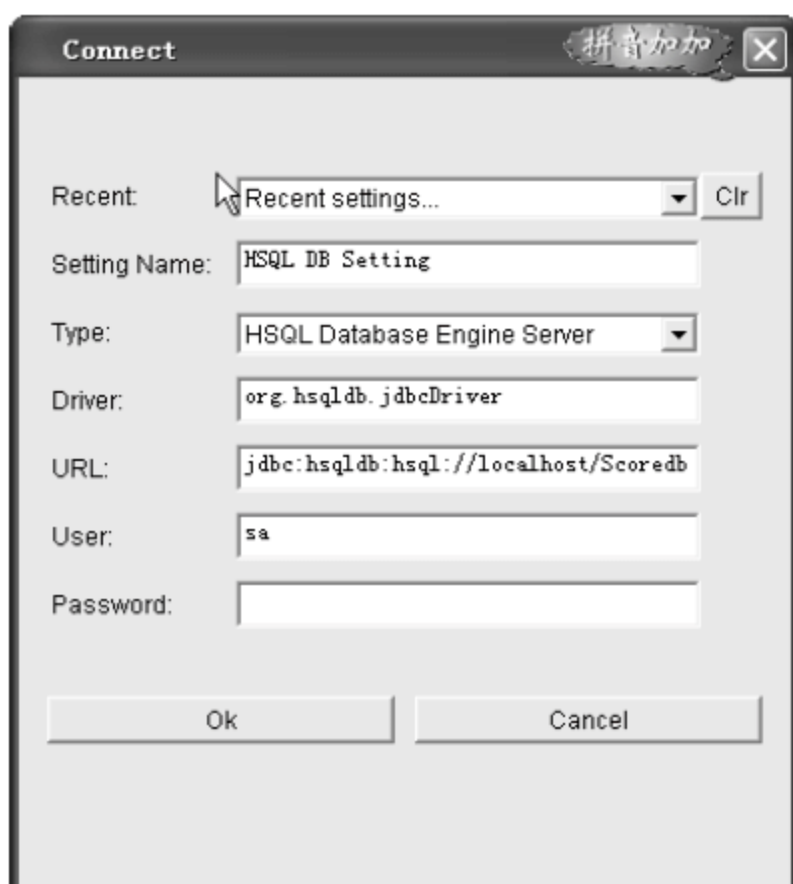 Connect 拼音加加
Recent: Recent settings... Clr
Setting Name: HSQL DB Setting
Type: HSQL Database Engine Server
Driver: org.hsqldb.jdbcDriver
URL: jdbc:hsqldb:hsql://localhost/Scoredb
User: sa
Password:
Ok Cancel